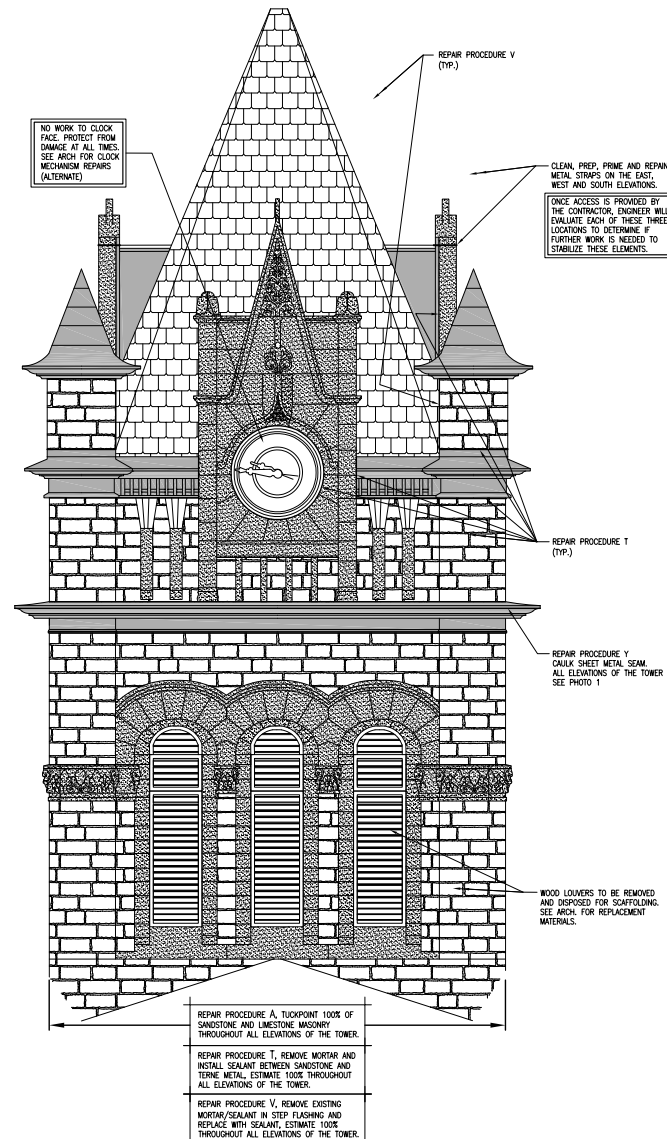 REPAIR PROCEDURE V
(TYP.)
NO WORK TO CLOCK
FACE. PROTECT FROM
DAMAGE AT ALL TIMES.
SEE ARCH FOR CLOCK
MECHANISM REPAIRS
(ALTERNATE)
CLEAN, PREP, PRIME AND REPAIN
METAL STRAPS ON THE EAST,
WEST AND SOUTH ELEVATIONS.
ONCE ACCESS IS PROVIDED BY
THE CONTRACTOR, ENGINEER WILL
EVALUATE EACH OF THESE THREE
LOCATIONS TO DETERMINE IF
FURTHER WORK IS NEEDED TO
STABILIZE THESE ELEMENTS.
REPAIR PROCEDURE T
(TYP.)
REPAIR PROCEDURE Y
CAULK SHEET METAL SEAM.
ALL ELEVATIONS OF THE TOWER
SEE PHOTO 1
WOOD LOUVERS TO BE REMOVED
AND DISPOSED FOR SCAFFOLDING.
SEE ARCH. FOR REPLACEMENT
MATERIALS.
REPAIR PROCEDURE A, TUCKPOINT 100% OF
SANDSTONE AND LIMESTONE MASONRY
THROUGHOUT ALL ELEVATIONS OF THE TOWER.
REPAIR PROCEDURE T, REMOVE MORTAR AND
INSTALL SEALANT BETWEEN SANDSTONE AND
TERNE METAL, ESTIMATE 100% THROUGHOUT
ALL ELEVATIONS OF THE TOWER.
REPAIR PROCEDURE V, REMOVE EXISTING
MORTAR/SEALANT IN STEP FLASHING AND
REPLACE WITH SEALANT, ESTIMATE 100%
THROUGHOUT ALL ELEVATIONS OF THE TOWER.